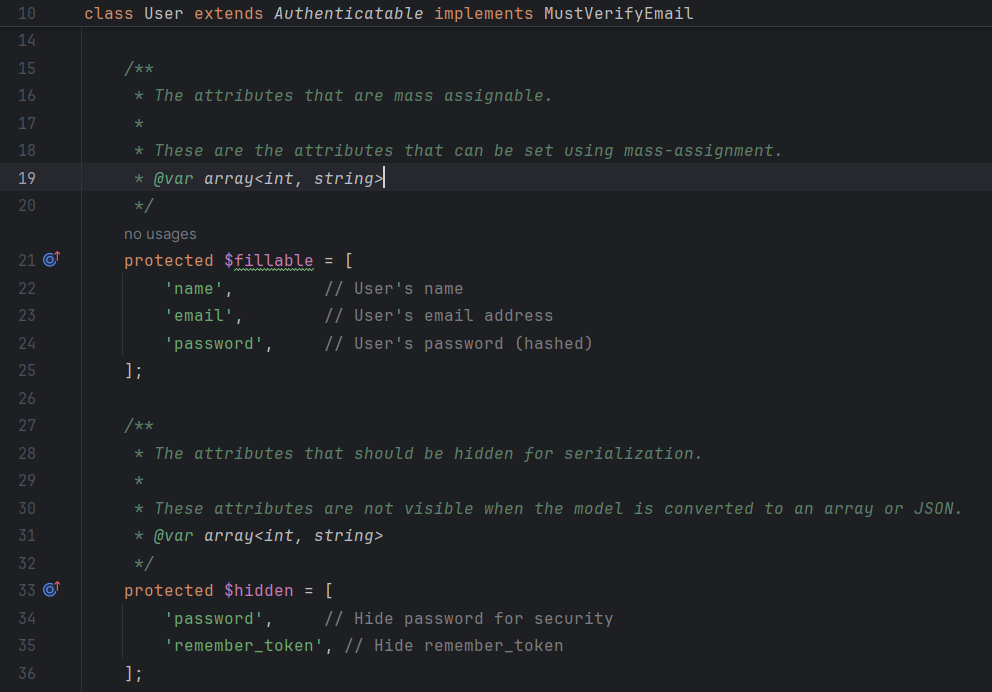 10 class User extends Authenticatable implements MustVerifyEmail
14
15 /**
16 * The attributes that are mass assignable.
17 *
18 * These are the attributes that can be set using mass-assignment.
19 * @var array<int, string>
20 */
no usages
21 protected $fillable = [
22 'name', // User's name
23 'email', // User's email address
24 'password', // User's password (hashed)
25 ];
26
27 /**
28 * The attributes that should be hidden for serialization.
29 *
30 * These attributes are not visible when the model is converted to an array or JSON.
31 * @var array<int, string>
32 */
33 protected $hidden = [
34 'password', // Hide password for security
35 'remember_token', // Hide remember_token
36 ];